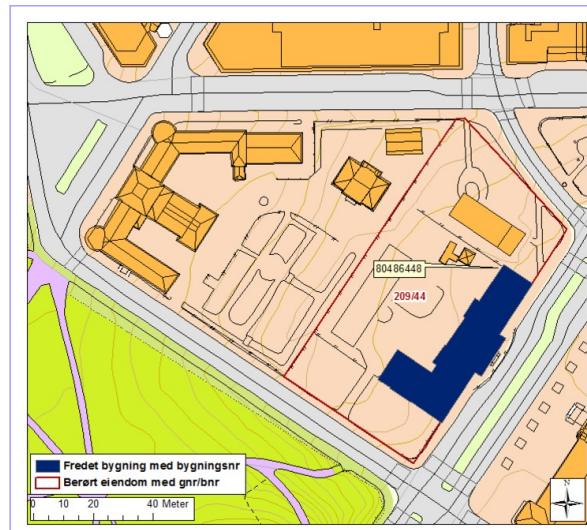 80486448
209/44
Fredet bygning med bygningsnr
Berørt eiendom med gnr/bnr
0 10 20 40 Meter
N